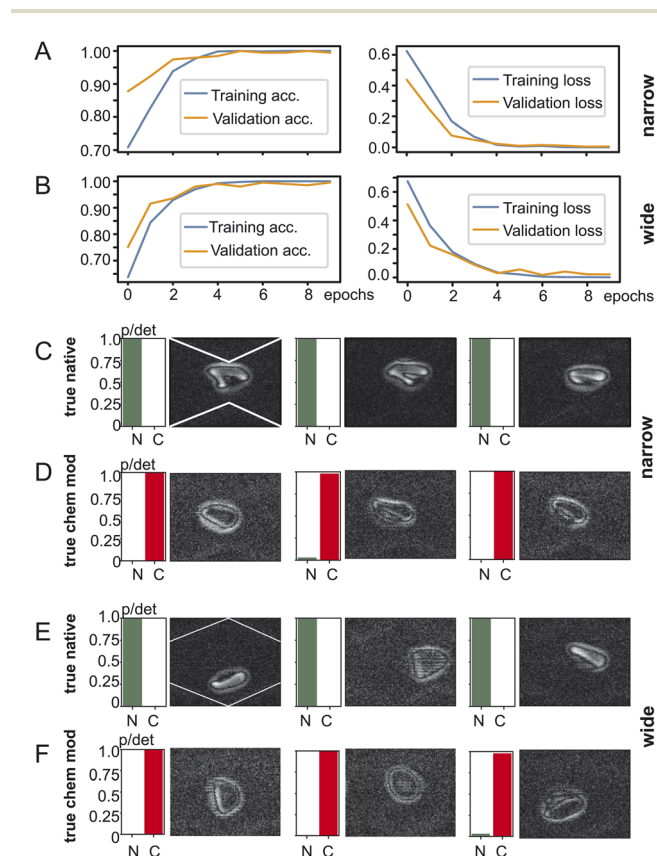 A
1.00
0.90
0.80
0.70
Training acc.
Validation acc.
0.6
0.4
0.2
0.0
Training loss
Validation loss
narrow
B
1.00
0.90
0.80
0.70
Training acc.
Validation acc.
0 2 4 6 8 epochs
0.6
0.4
0.2
0.0
Training loss
Validation loss
0 2 4 6 8 epochs
wide
C
true native
p/det
1.0
0.75
0.5
0.25
0
N C
N C
N C
narrow
D
true chem mod
p/det
1.0
0.75
0.5
0.25
0
N C
N C
N C
E
true native
p/det
1.0
0.75
0.5
0.25
0
N C
N C
N C
wide
F
true chem mod
p/det
1.0
0.75
0.5
0.25
0
N C
N C
N C